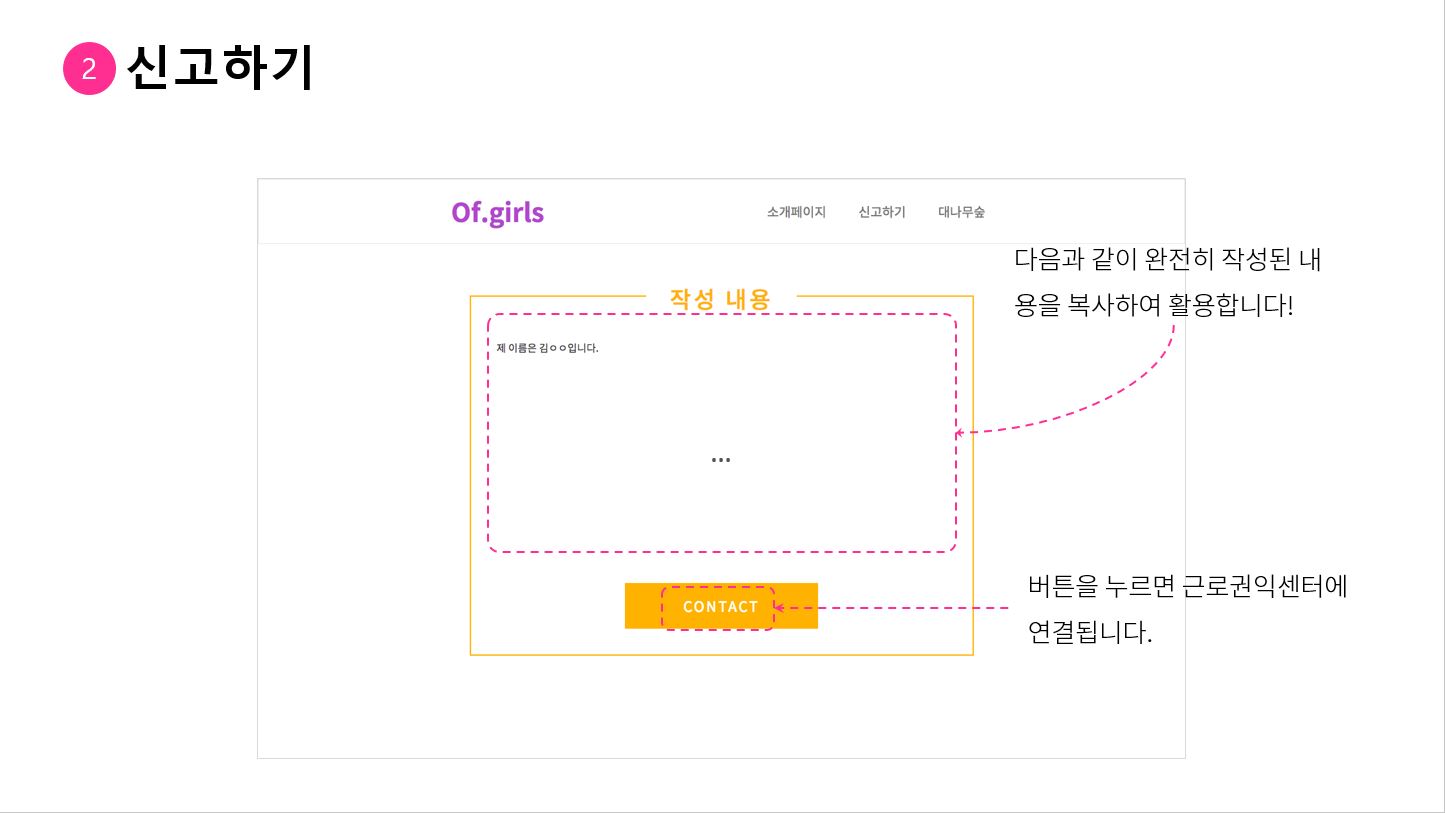 2 신고하기
Of.girls 소개페이지 신고하기 대나무숲
다음과 같이 완전히 작성된 내
용을 복사하여 활용합니다!
작성 내용
제 이름은 김ㅇㅇ입니다.
...
버튼을 누르면 근로권익센터에
연결됩니다.
CONTACT